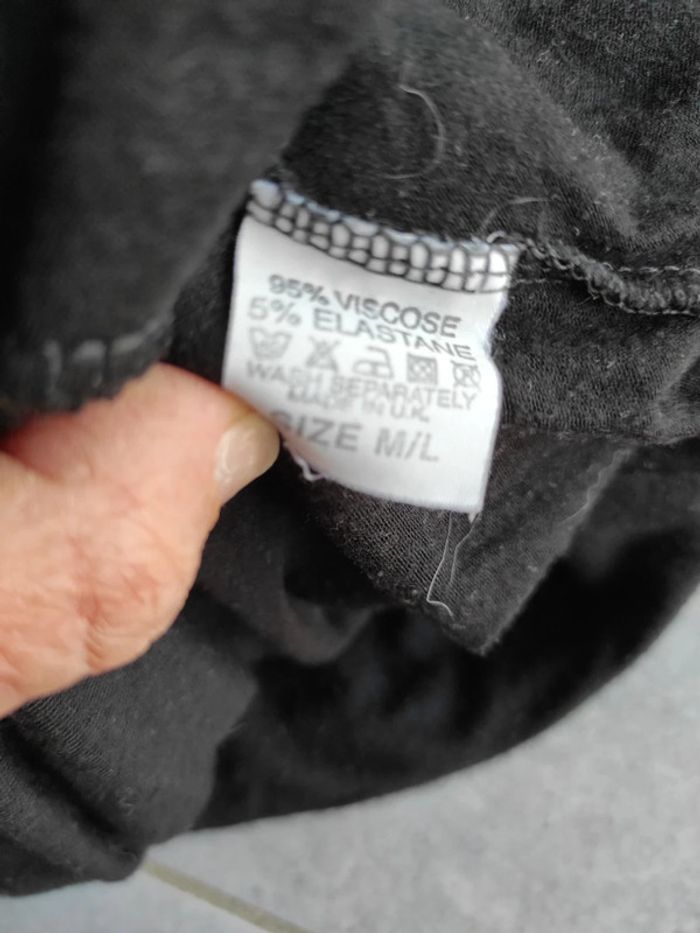 95% VISCOSE
5% ELASTANE
WASH SEPARATELY
MADE IN U.K.
SIZE M/L